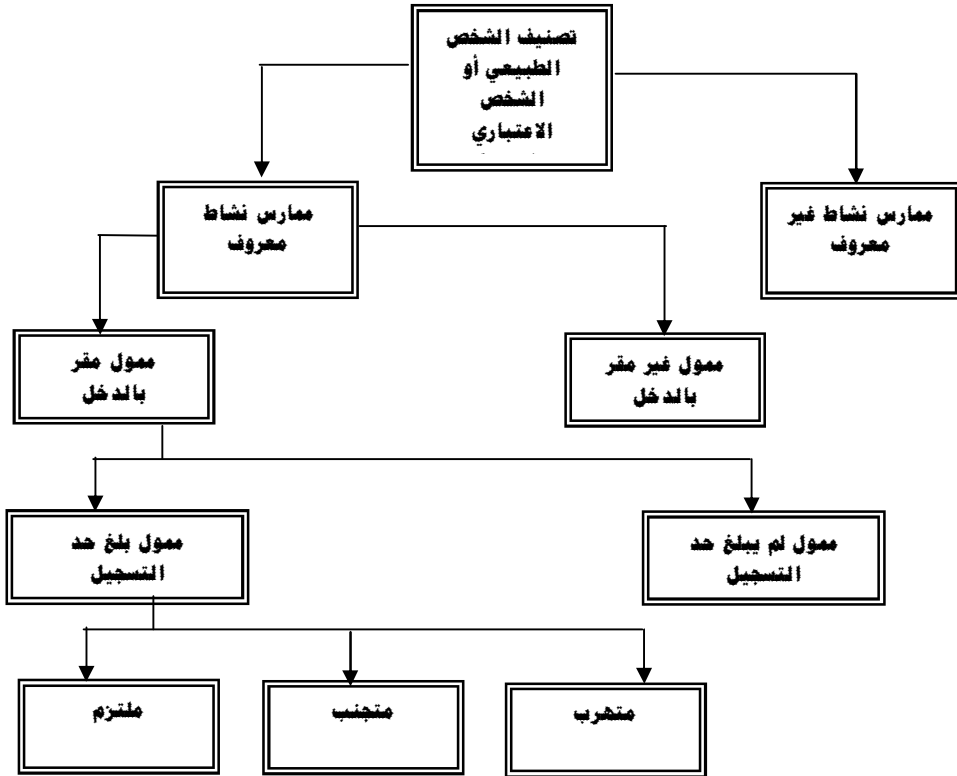 تصنيف الشخص
الطبيعي أو
الشخص
الاعتباري
ممارس نشاط غير
معروف
ممارس نشاط
معروف
ممول غير مقر
بالدخل
ممول مقر
بالدخل
ممول لم يبلغ حد
التسجيل
ممول بلغ حد
التسجيل
متهرب
متجنب
ملتزم